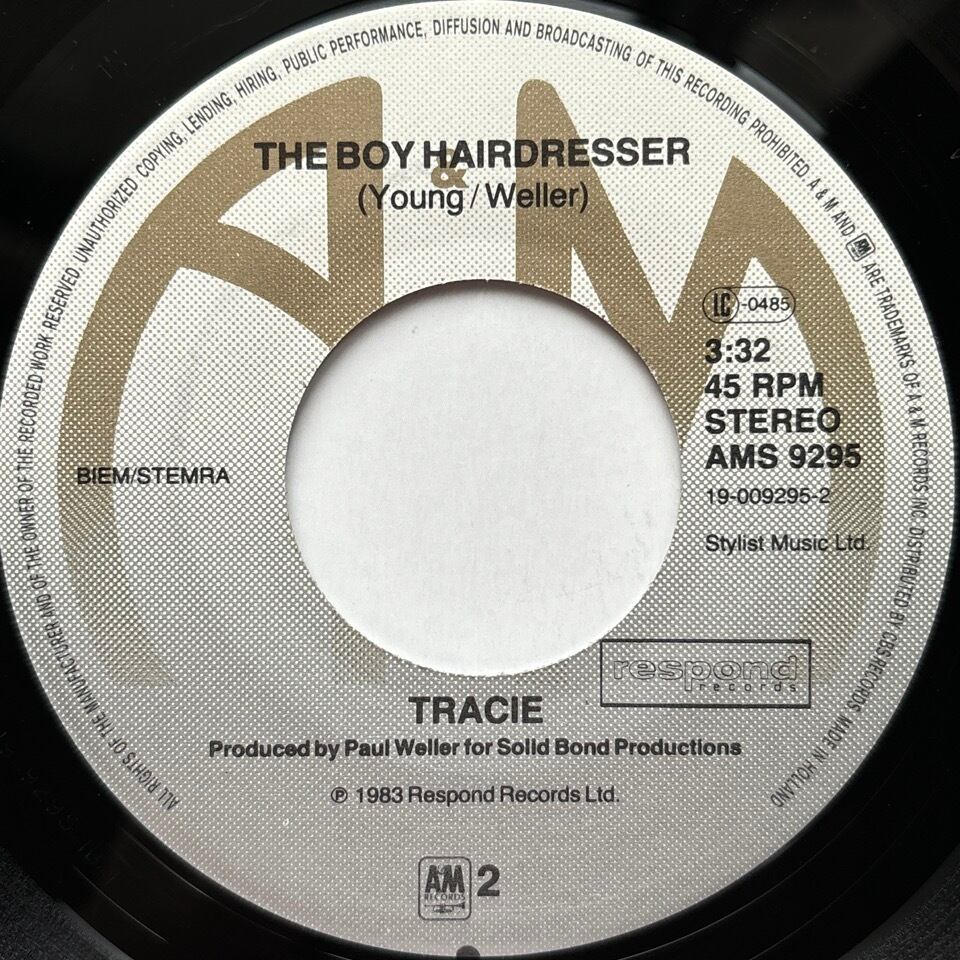 ALL RIGHTS OF THE MANUFACTURER AND OF THE OWNER OF THE RECORDED WORK RESERVED. UNAUTHORIZED COPYING, LENDING, HIRING, PUBLIC PERFORMANCE, DIFFUSION AND BROADCASTING OF THIS RECORDING PROHIBITED A & M AND AM ARE TRADEMARKS OF A & M RECORDS INC. DISTRIBUTED BY CBS RECORDS. MADE IN HOLLAND
A&M
THE BOY HAIRDRESSER
(Young / Weller)
LC-0485
3:32
45 RPM
STEREO
AMS 9295
BIEM/STEMRA
19-009295-2
Stylist Music Ltd.
respond
records
TRACIE
Produced by Paul Weller for Solid Bond Productions
℗ 1983 Respond Records Ltd.
AM
RECORDS
2